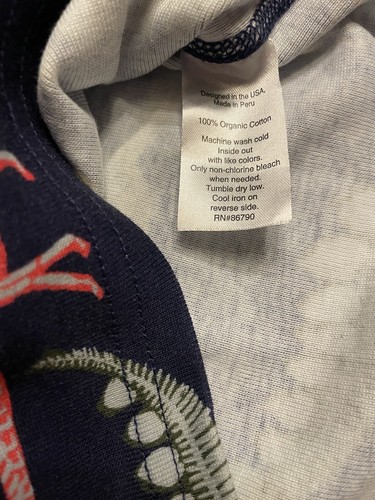 Designed in the USA.
Made in Peru
100% Organic Cotton
Machine wash cold
Inside out
with like colors.
Only non-chlorine bleach
when needed.
Tumble dry low.
Cool iron on
reverse side.
RN#86790